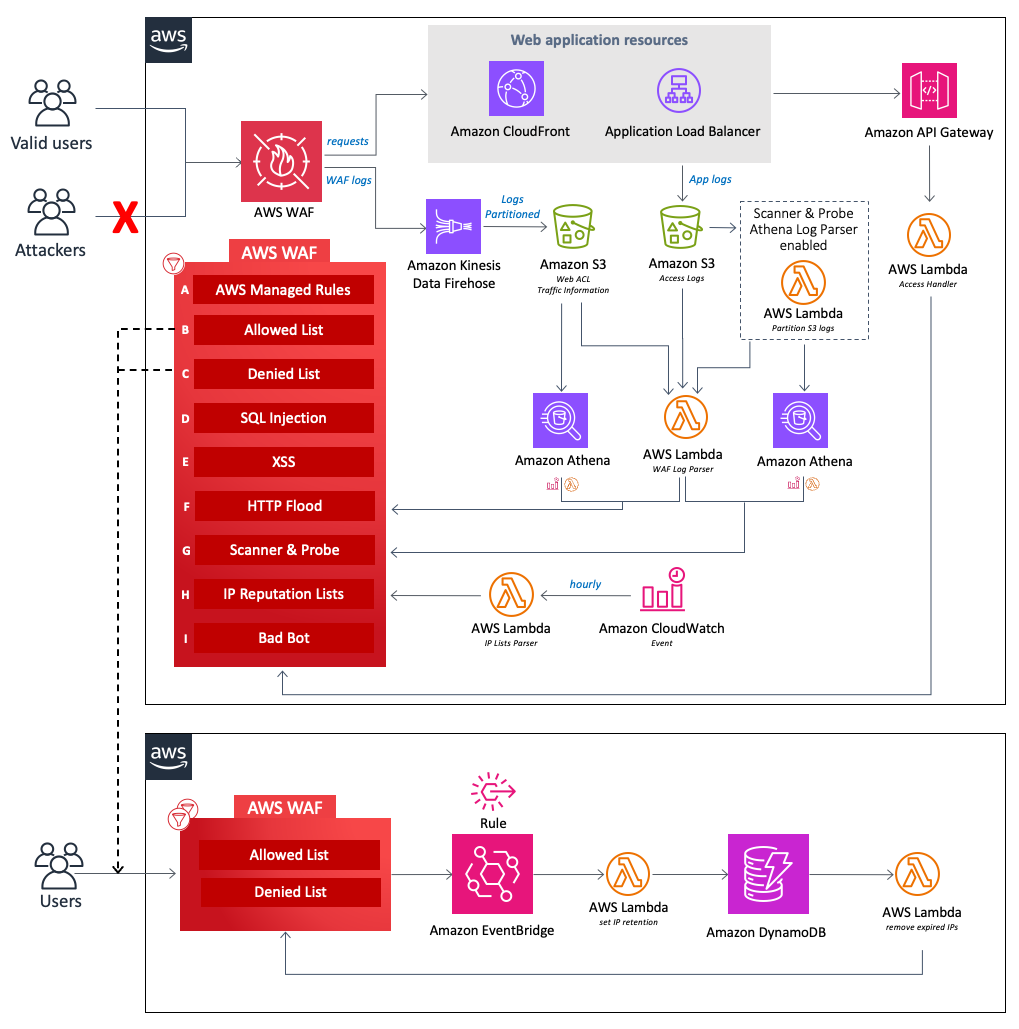 aws
Web application resources
Amazon CloudFront
Application Load Balancer
Amazon API Gateway
Valid users
Attackers
X
requests
WAF logs
AWS WAF
Logs
Partitioned
App logs
Amazon Kinesis
Data Firehose
Amazon S3
Web ACL
Traffic Information
Amazon S3
Access Logs
Scanner & Probe
Athena Log Parser
enabled
AWS Lambda
Partition S3 logs
AWS Lambda
Access Handler
AWS WAF
A AWS Managed Rules
B Allowed List
C Denied List
D SQL Injection
E XSS
F HTTP Flood
G Scanner & Probe
H IP Reputation Lists
I Bad Bot
Amazon Athena
AWS Lambda
WAF Log Parser
Amazon Athena
AWS Lambda
IP Lists Parser
hourly
Amazon CloudWatch
Event
aws
Users
AWS WAF
Allowed List
Denied List
Rule
Amazon EventBridge
AWS Lambda
set IP retention
Amazon DynamoDB
AWS Lambda
remove expired IPs